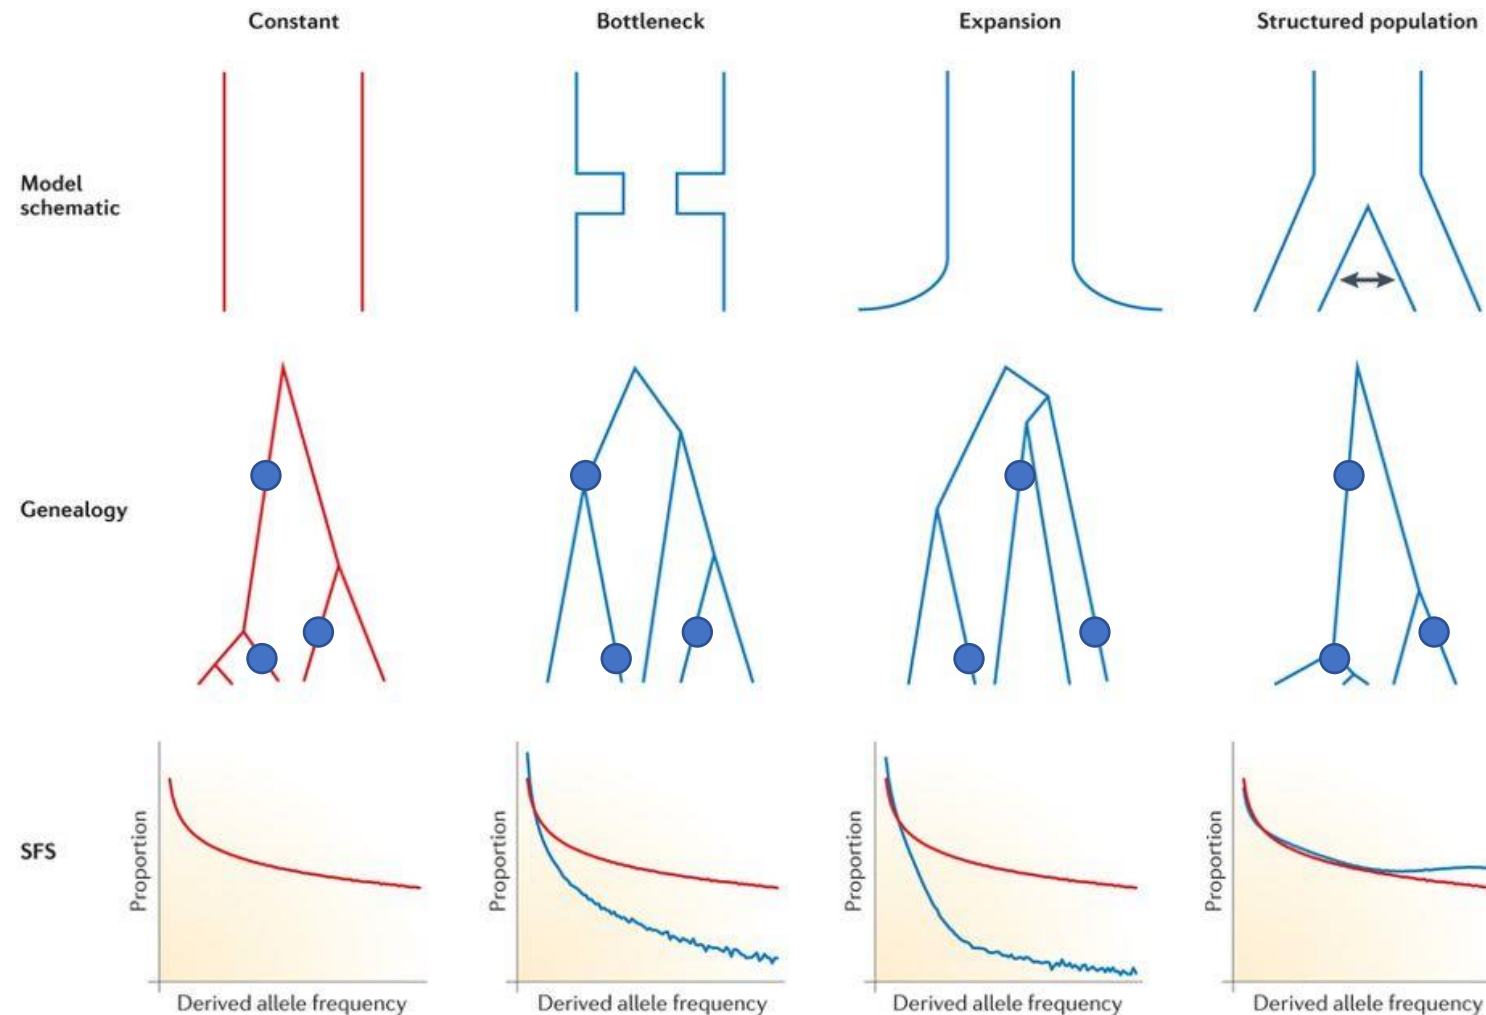 Constant
Bottleneck
Expansion
Structured population
Model
schematic
Genealogy
SFS
Proportion
Derived allele frequency
Proportion
Derived allele frequency
Proportion
Derived allele frequency
Proportion
Derived allele frequency